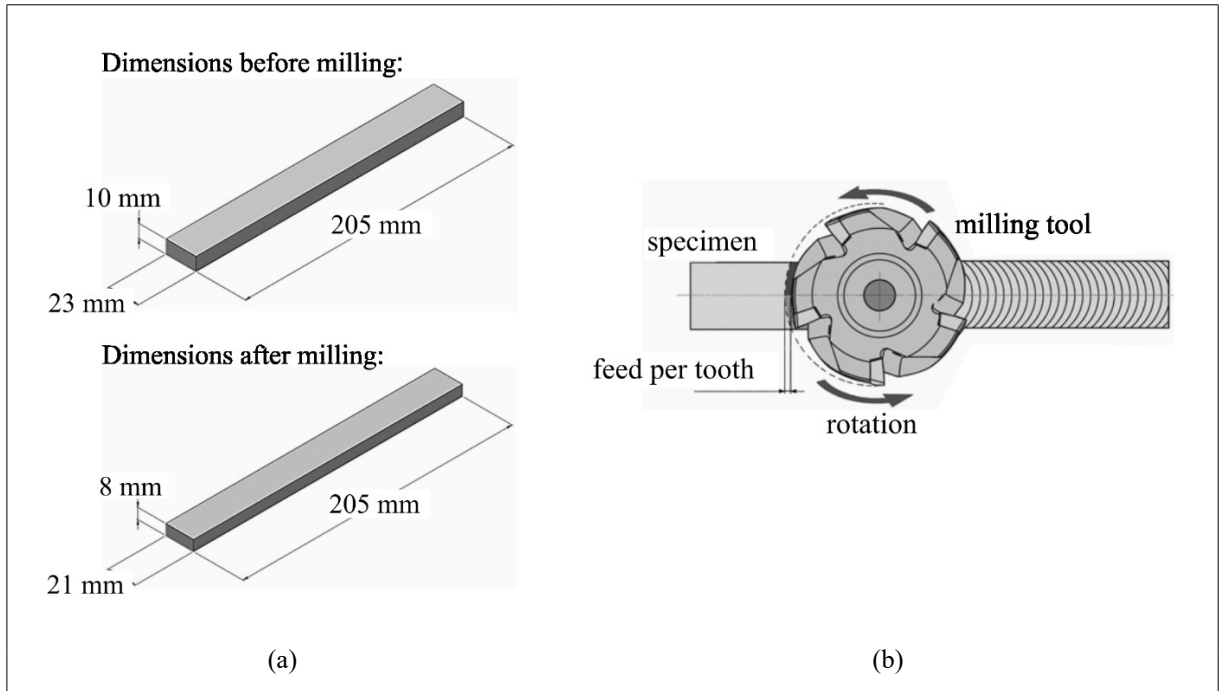 Dimensions before milling:
10 mm
205 mm
23 mm
Dimensions after milling:
8 mm
205 mm
21 mm
(a)
milling tool
specimen
feed per tooth
rotation
(b)